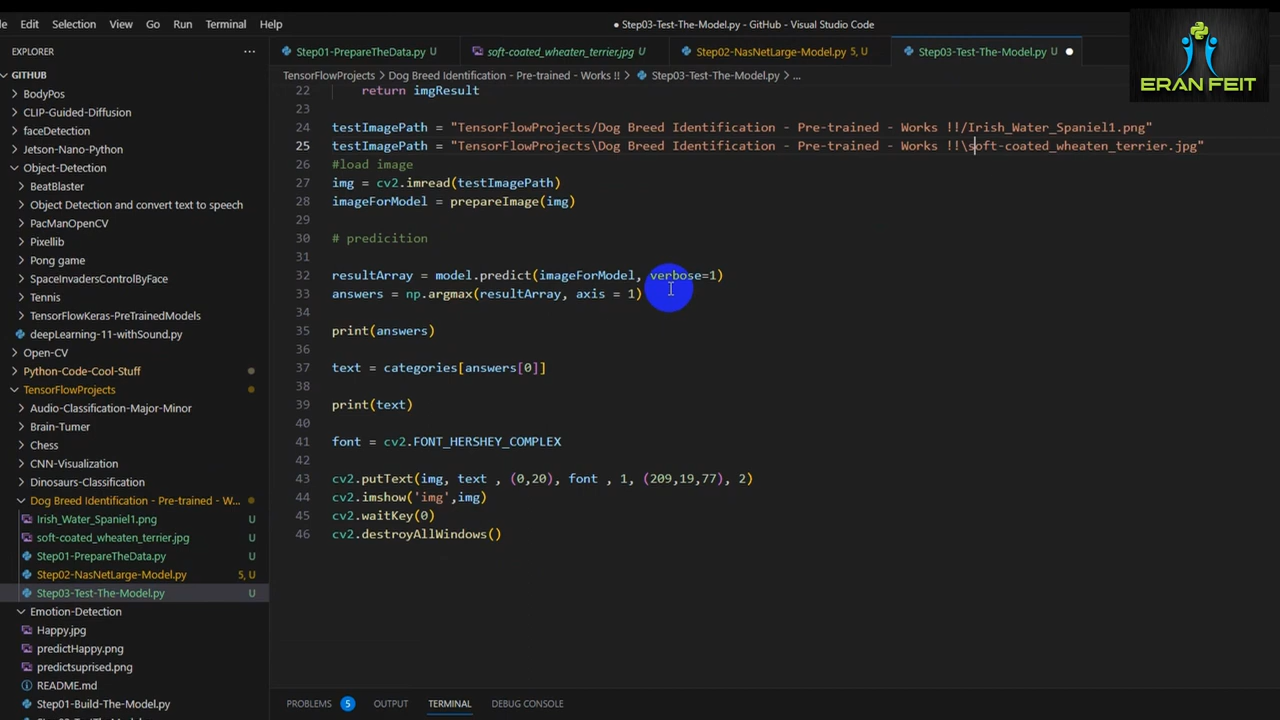 le Edit Selection View Go Run Terminal Help ● Step03-Test-The-Model.py - GitHub - Visual Studio Code
EXPLORER ···
Step01-PrepareTheData.py U
soft-coated_wheaten_terrier.jpg U
Step02-NasNetLarge-Model.py 5, U
Step03-Test-The-Model.py U ●
ERAN FEIT
GITHUB
TensorFlowProjects > Dog Breed Identification - Pre-trained - Works !! > Step03-Test-The-Model.py > ...
BodyPos
CLIP-Guided-Diffusion
faceDetection
Jetson-Nano-Python
Object-Detection
BeatBlaster
Object Detection and convert text to speech
PacManOpenCV
Pixellib
Pong game
SpaceInvadersControlByFace
Tennis
TensorFlowKeras-PreTrainedModels
deepLearning-11-withSound.py
Open-CV
Python-Code-Cool-Stuff
TensorFlowProjects
Audio-Classification-Major-Minor
Brain-Tumer
Chess
CNN-Visualization
Dinosaurs-Classification
Dog Breed Identification - Pre-trained - W...
Irish_Water_Spaniel1.png U
soft-coated_wheaten_terrier.jpg U
Step01-PrepareTheData.py U
Step02-NasNetLarge-Model.py 5, U
Step03-Test-The-Model.py U
Emotion-Detection
Happy.jpg
predictHappy.png
predictsuprised.png
README.md
Step01-Build-The-Model.py
22 return imgResult
23
24 testImagePath = "TensorFlowProjects/Dog Breed Identification - Pre-trained - Works !!/Irish_Water_Spaniel1.png"
25 testImagePath = "TensorFlowProjects\Dog Breed Identification - Pre-trained - Works !!\soft-coated_wheaten_terrier.jpg"
26 #load image
27 img = cv2.imread(testImagePath)
28 imageForModel = prepareImage(img)
29
30 # predicition
31
32 resultArray = model.predict(imageForModel, verbose=1)
33 answers = np.argmax(resultArray, axis = 1)
34
35 print(answers)
36
37 text = categories[answers[0]]
38
39 print(text)
40
41 font = cv2.FONT_HERSHEY_COMPLEX
42
43 cv2.putText(img, text , (0,20), font , 1, (209,19,77), 2)
44 cv2.imshow('img',img)
45 cv2.waitKey(0)
46 cv2.destroyAllWindows()
PROBLEMS 5 OUTPUT TERMINAL DEBUG CONSOLE